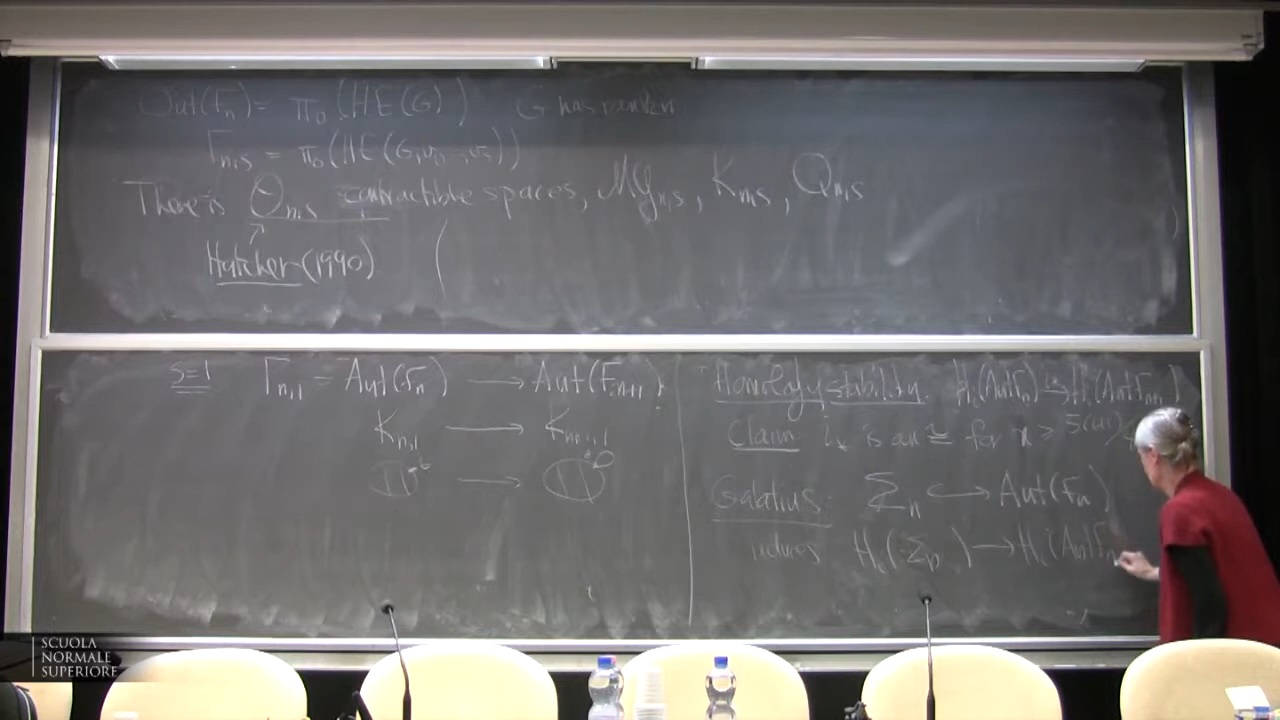 Out(Fₙ) = π₀(HE(G)) G has rank n
Γₙ,ₛ = π₀(HE(G, v₁, …, vₛ))
There is Θₙ,ₛ contractible spaces, MGₙ,ₛ, Kₙ,ₛ, Qₙ,ₛ
Hatcher (1990) (
s=1 Γₙ,₁ = Aut(Fₙ) → Aut(Fₙ₊₁)
Kₙ,₁ → Kₙ₊₁,₁
→
Homology stability. Hᵢ(AutFₙ) → Hᵢ(AutFₙ₊₁)
Claim iₖ is an ≅ for n ≥
Galatius: Σₙ ↪ Aut(Fₙ)
induces Hᵢ(Σₙ) → Hᵢ(AutFₙ
SCUOLA
NORMALE
SUPERIORE